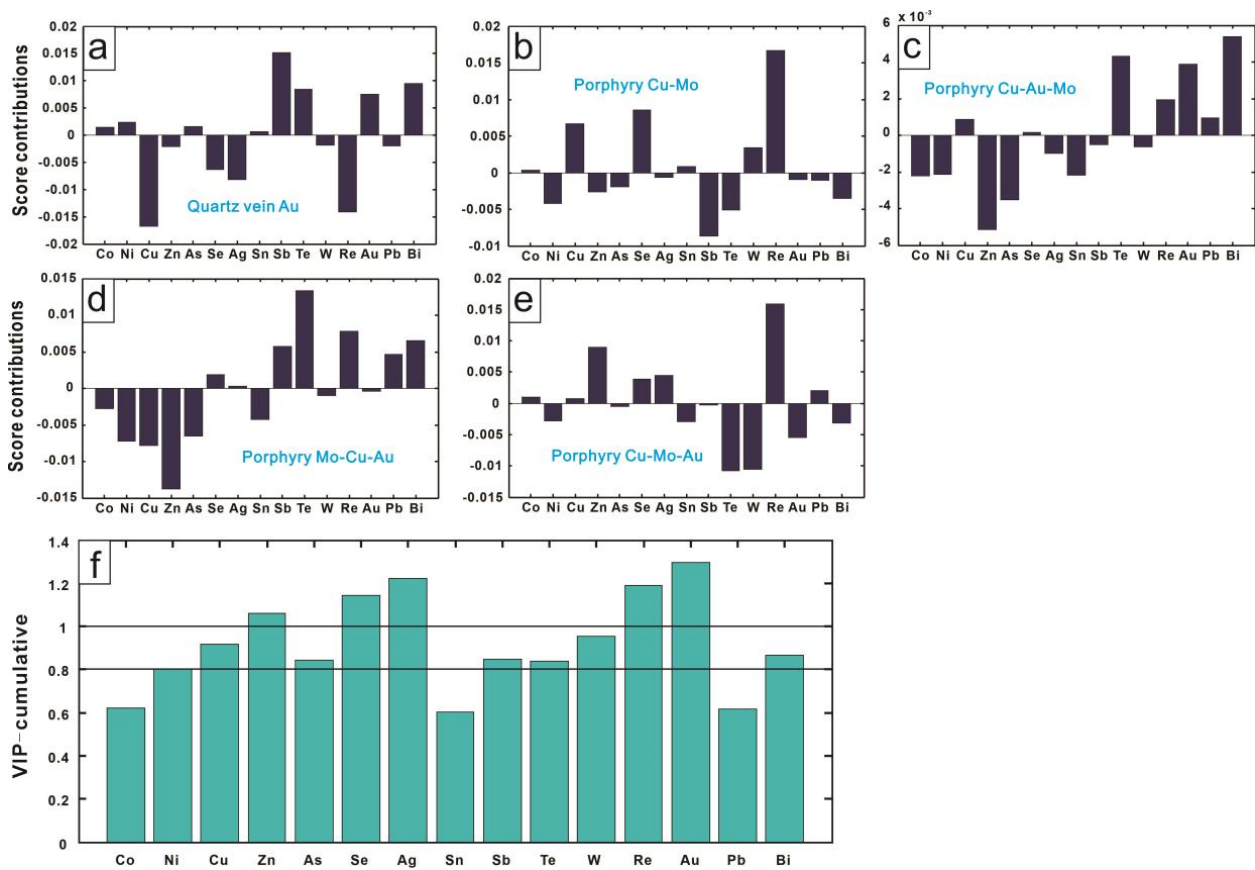 a
Score contributions
0.02
0.015
0.01
0.005
0
-0.005
-0.01
-0.015
-0.02
Quartz vein Au
Co Ni Cu Zn As Se Ag Sn Sb Te W Re Au Pb Bi
b
0.02
0.015
0.01
0.005
0
-0.005
-0.01
Porphyry Cu-Mo
Co Ni Cu Zn As Se Ag Sn Sb Te W Re Au Pb Bi
c
x 10⁻³
6
4
2
0
-2
-4
-6
Porphyry Cu-Au-Mo
Co Ni Cu Zn As Se Ag Sn Sb Te W Re Au Pb Bi
d
Score contributions
0.015
0.01
0.005
0
-0.005
-0.01
-0.015
Porphyry Mo-Cu-Au
Co Ni Cu Zn As Se Ag Sn Sb Te W Re Au Pb Bi
e
0.02
0.015
0.01
0.005
0
-0.005
-0.01
-0.015
Porphyry Cu-Mo-Au
Co Ni Cu Zn As Se Ag Sn Sb Te W Re Au Pb Bi
f
VIP-cumulative
1.4
1.2
1
0.8
0.6
0.4
0.2
0
Co Ni Cu Zn As Se Ag Sn Sb Te W Re Au Pb Bi